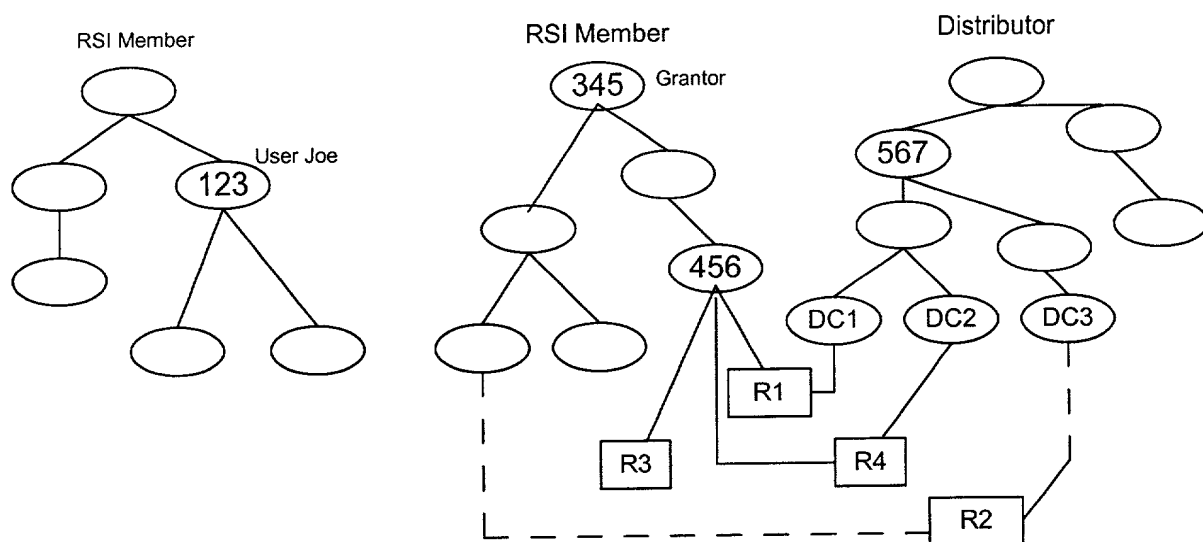 RSI Member
RSI Member
Distributor
345
Grantor
User Joe
123
567
456
DC1
DC2
DC3
R1
R3
R4
R2